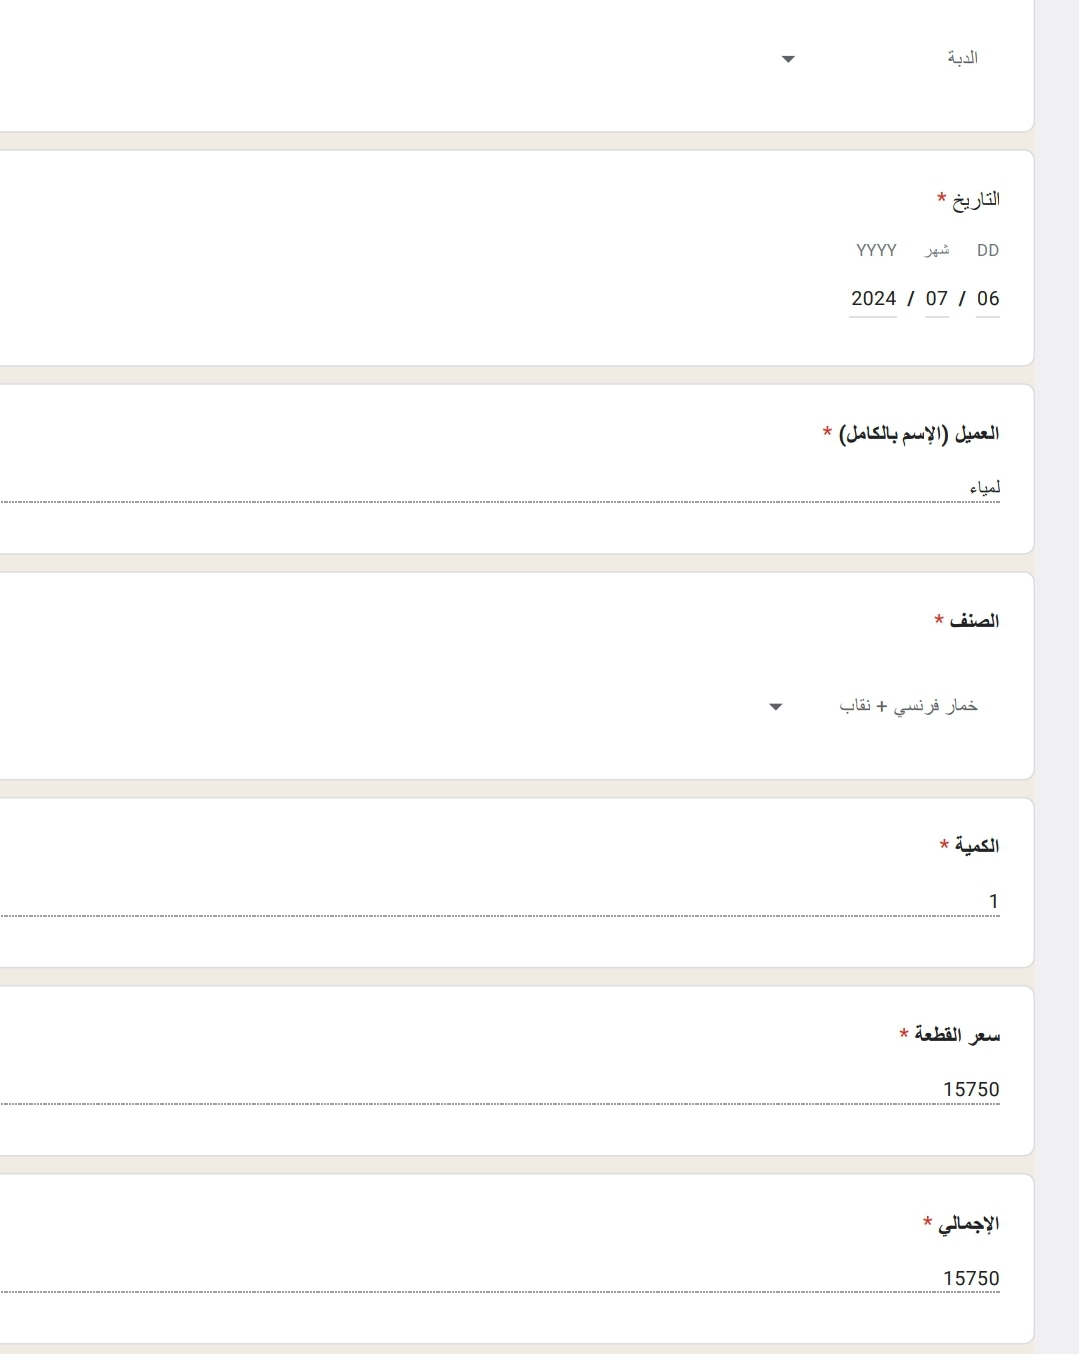 الدبة
التاريخ *
DD شهر YYYY
06 / 07 / 2024
العميل (الإسم بالكامل) *
لمياء
الصنف *
خمار فرنسي + نقاب
الكمية *
1
سعر القطعة *
15750
الإجمالي *
15750